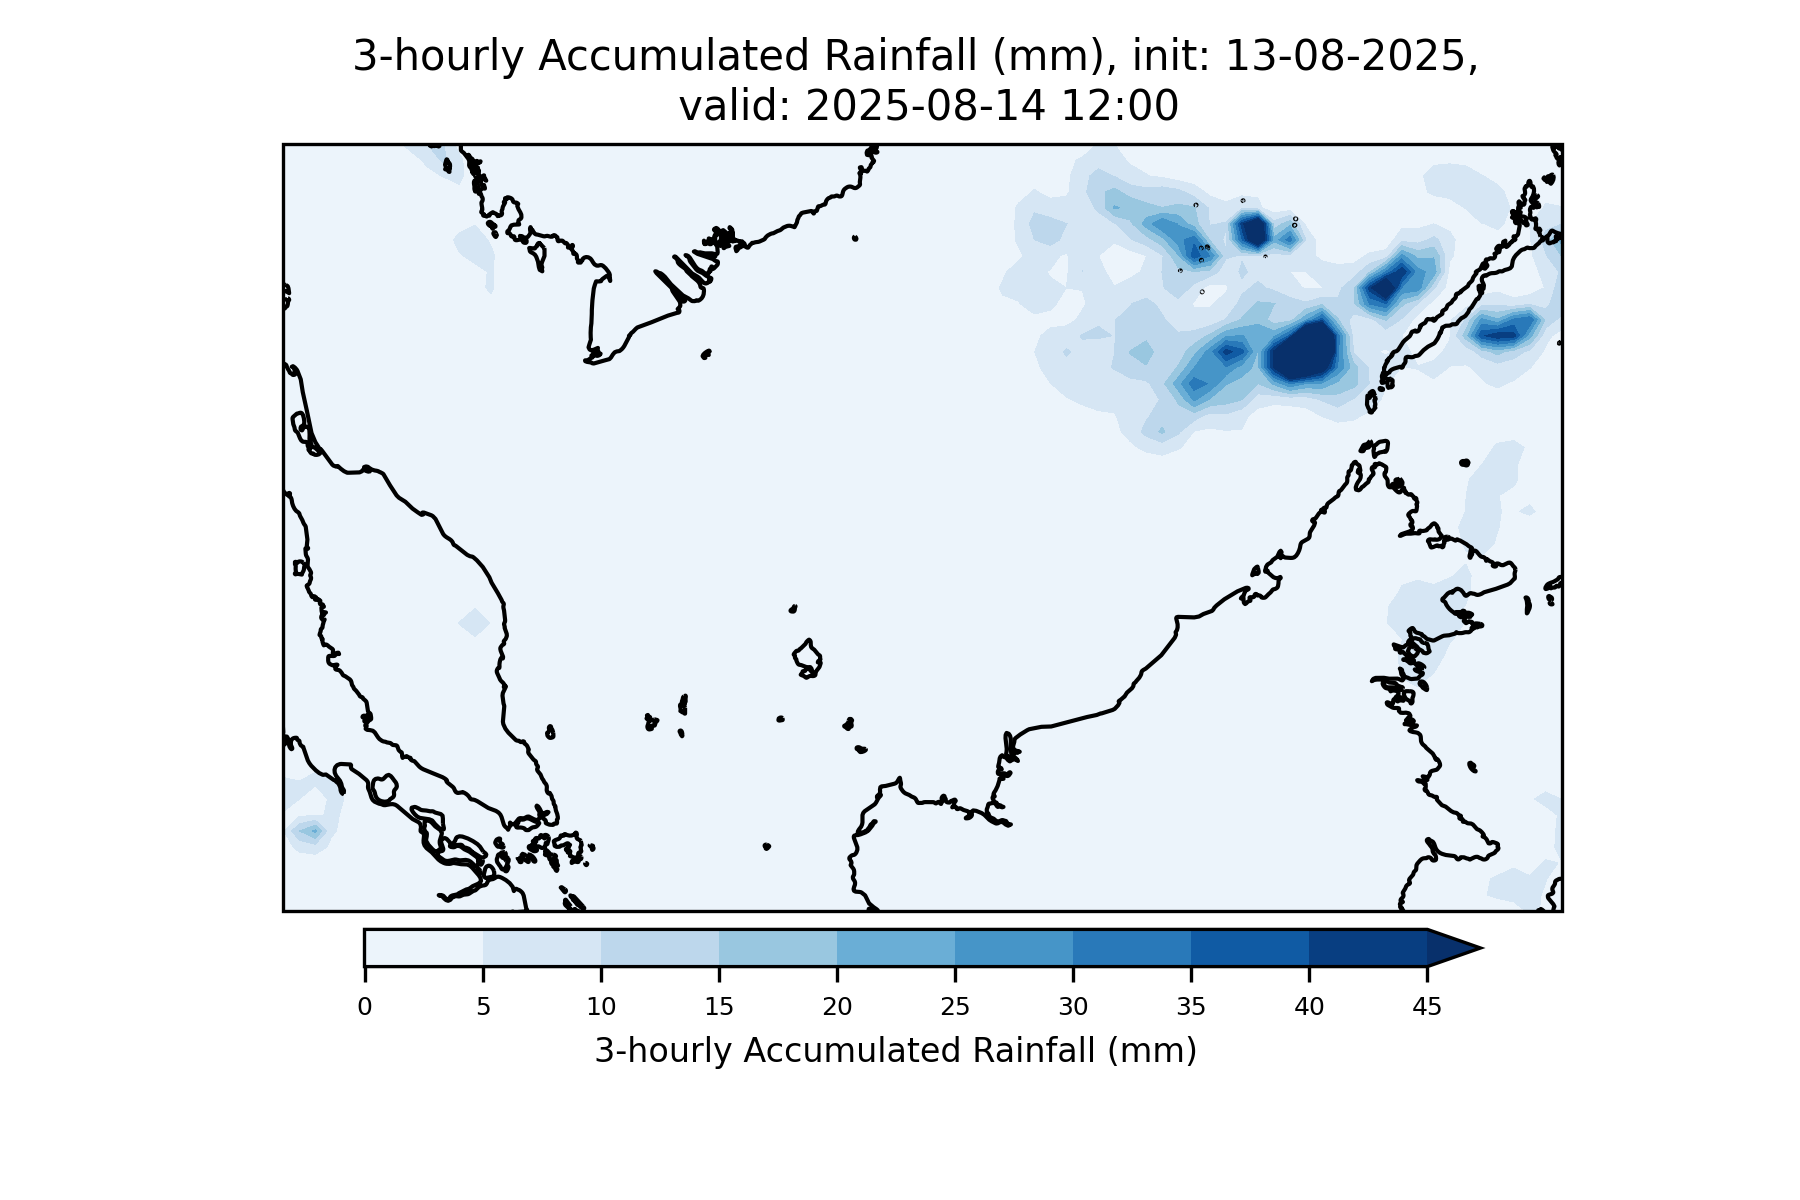 3-hourly Accumulated Rainfall (mm), init: 13-08-2025,
valid: 2025-08-14 12:00
0 5 10 15 20 25 30 35 40 45
3-hourly Accumulated Rainfall (mm)